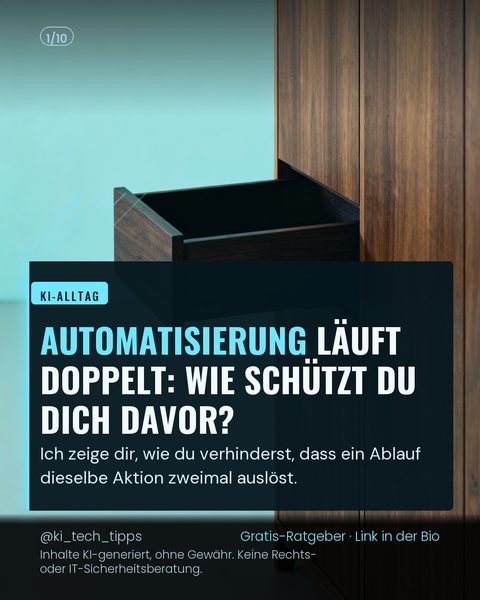 1/10
KI-ALLTAG
AUTOMATISIERUNG LÄUFT
DOPPELT: WIE SCHÜTZT DU
DICH DAVOR?
Ich zeige dir, wie du verhinderst, dass ein Ablauf
dieselbe Aktion zweimal auslöst.
@ki_tech_tipps
Gratis-Ratgeber · Link in der Bio
Inhalte KI-generiert, ohne Gewähr. Keine Rechts-
oder IT-Sicherheitsberatung.